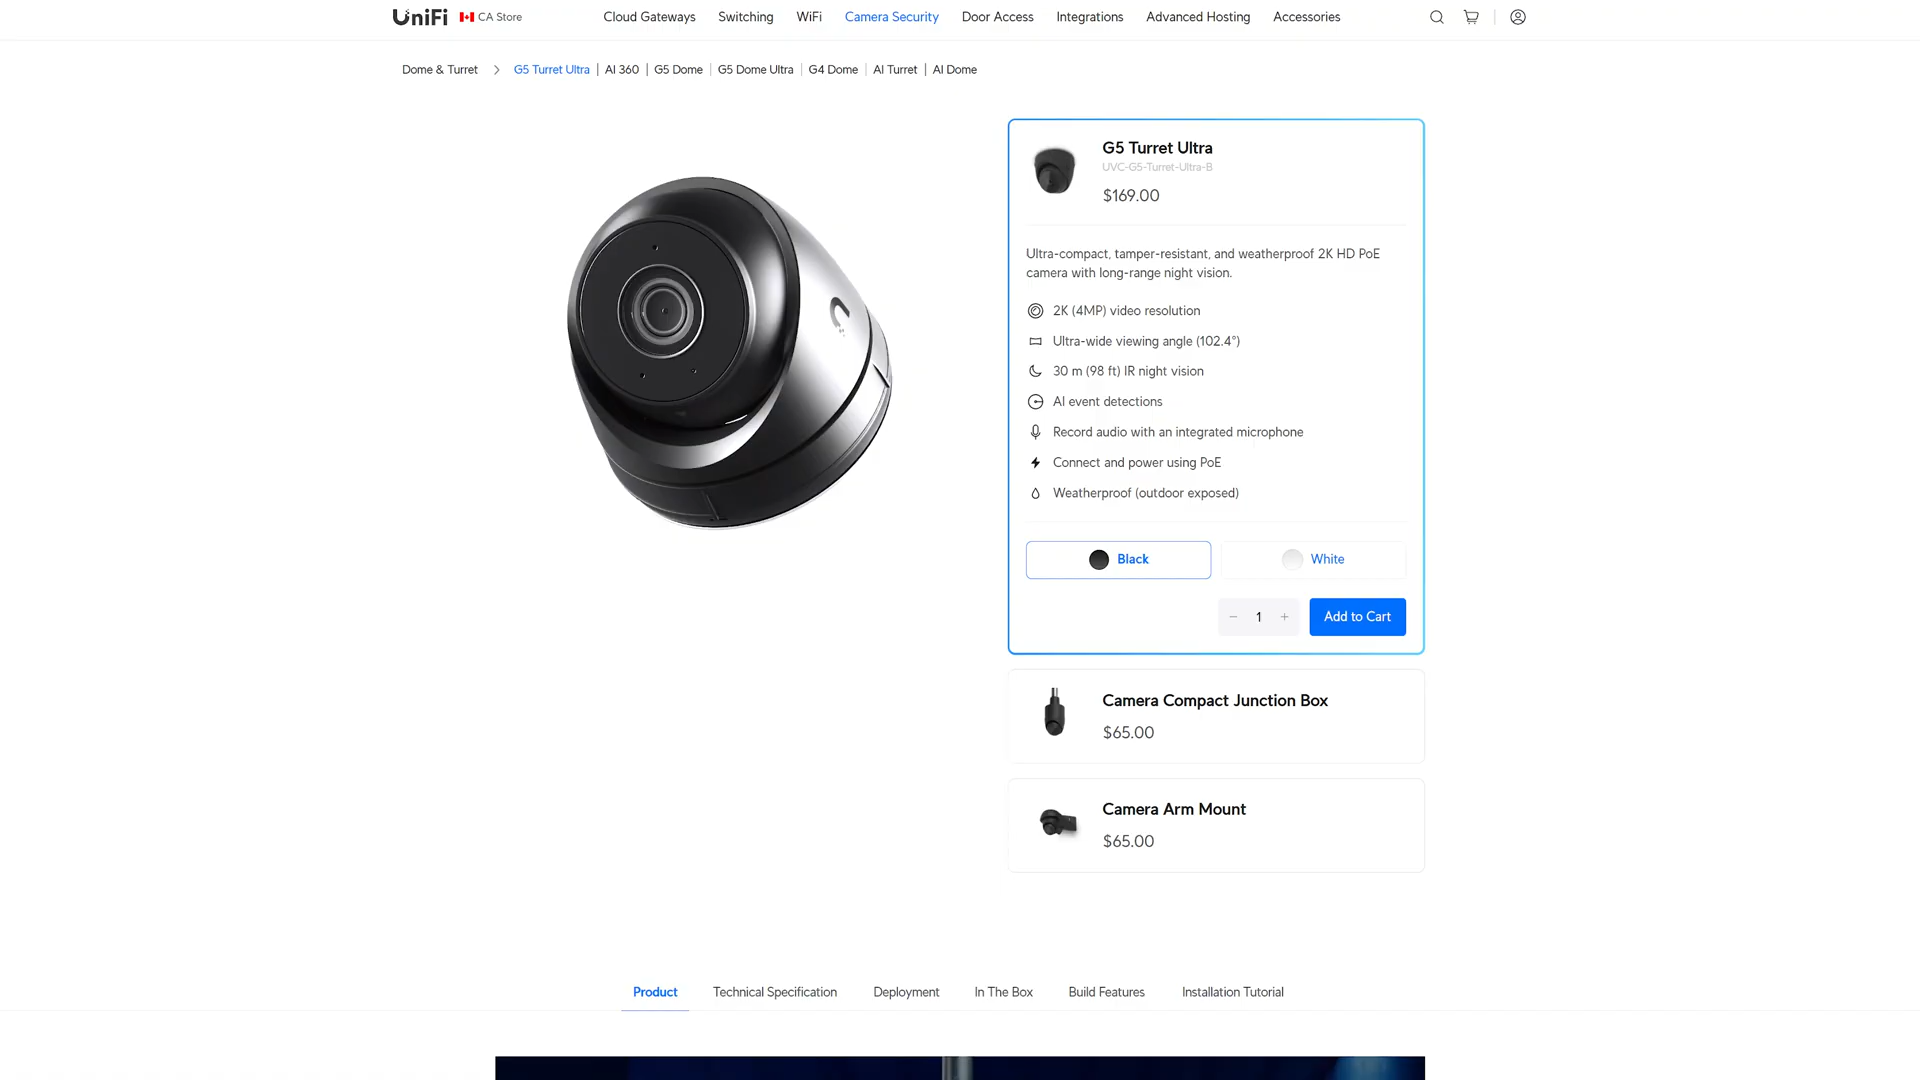 UniFi CA Store Cloud Gateways Switching WiFi Camera Security Door Access Integrations Advanced Hosting Accessories
Dome & Turret > G5 Turret Ultra | AI 360 | G5 Dome | G5 Dome Ultra | G4 Dome | AI Turret | AI Dome
G5 Turret Ultra
UVC-G5-Turret-Ultra-B
$169.00
Ultra-compact, tamper-resistant, and weatherproof 2K HD PoE
camera with long-range night vision.
2K (4MP) video resolution
Ultra-wide viewing angle (102.4°)
30 m (98 ft) IR night vision
AI event detections
Record audio with an integrated microphone
Connect and power using PoE
Weatherproof (outdoor exposed)
Black White
− 1 + Add to Cart
Camera Compact Junction Box
$65.00
Camera Arm Mount
$65.00
Product Technical Specification Deployment In The Box Build Features Installation Tutorial